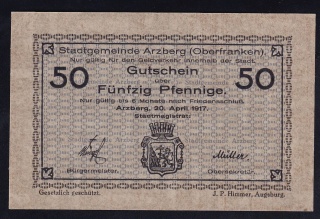 Stadtgemeinde Arzberg (Oberfranken).
Nur gültig für den Geldverkehr innerhalb der Stadt.
50 Gutschein 50
über
Fünfzig Pfennige.
Nur gültig bis 6 Monate nach Friedensschluß.
Arzberg, 30. April 1917.
Stadtmagistrat:
Müller
Bürgermeister. Obersekretär.
Gesetzlich geschützt. J. P. Himmer, Augsburg.